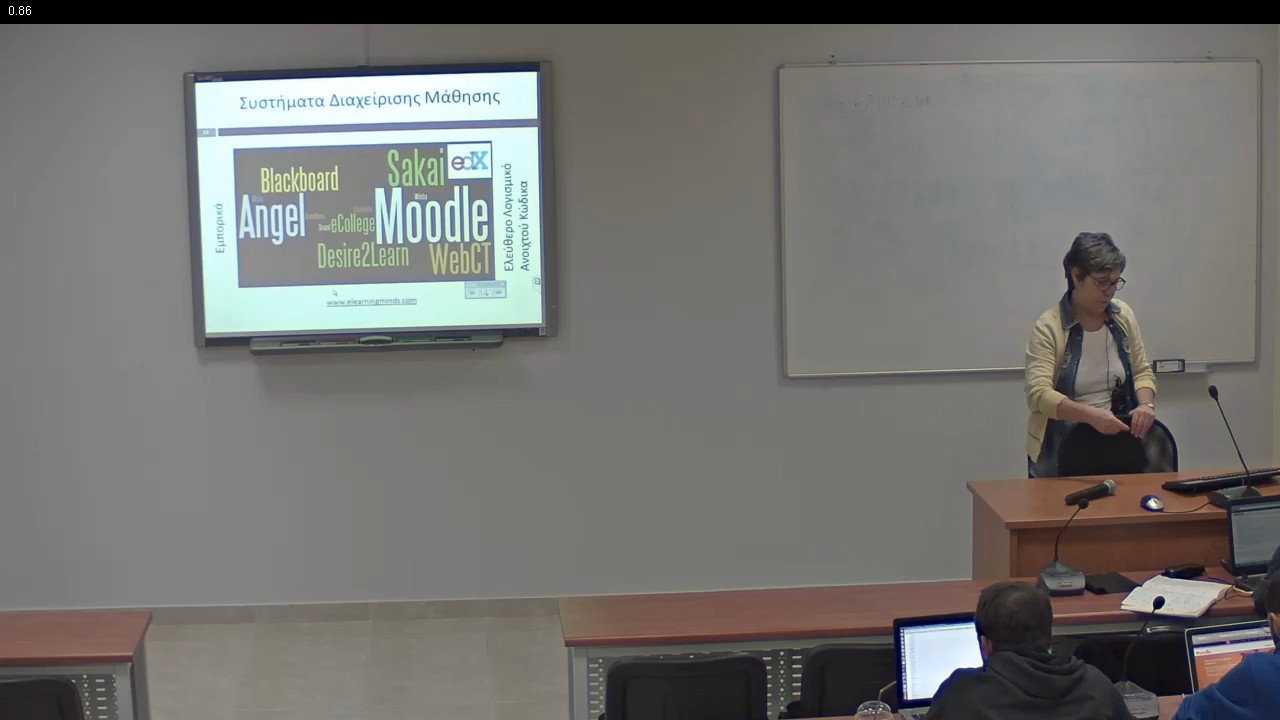 0.86
Συστήματα Διαχείρισης Μάθησης
Εμπορικά
Blackboard
Sakai
edX
Angel
eCollege
Moodle
Desire2Learn
WebCT
Ελεύθερο Λογισμικό
Ανοιχτού Κώδικα
www.elearningminds.com